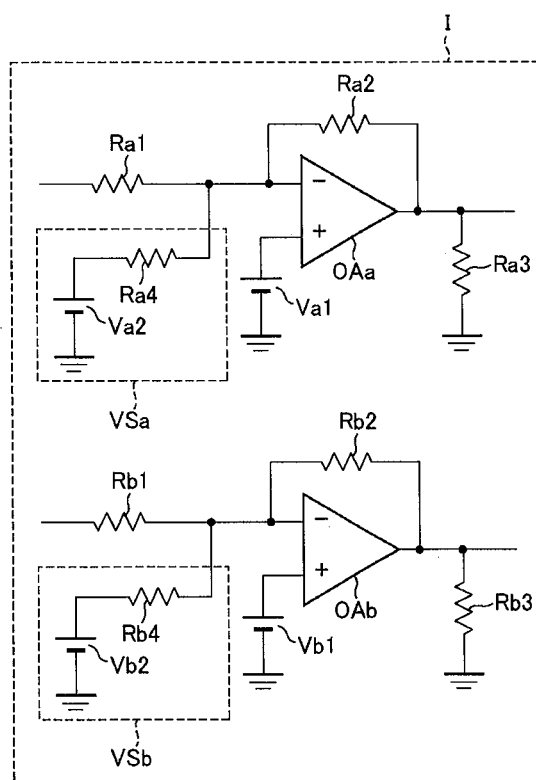 I
Ra2
Ra1
−
+
OAa
Ra3
Ra4
Va2
Va1
VSa
Rb2
Rb1
−
+
OAb
Rb3
Rb4
Vb2
Vb1
VSb